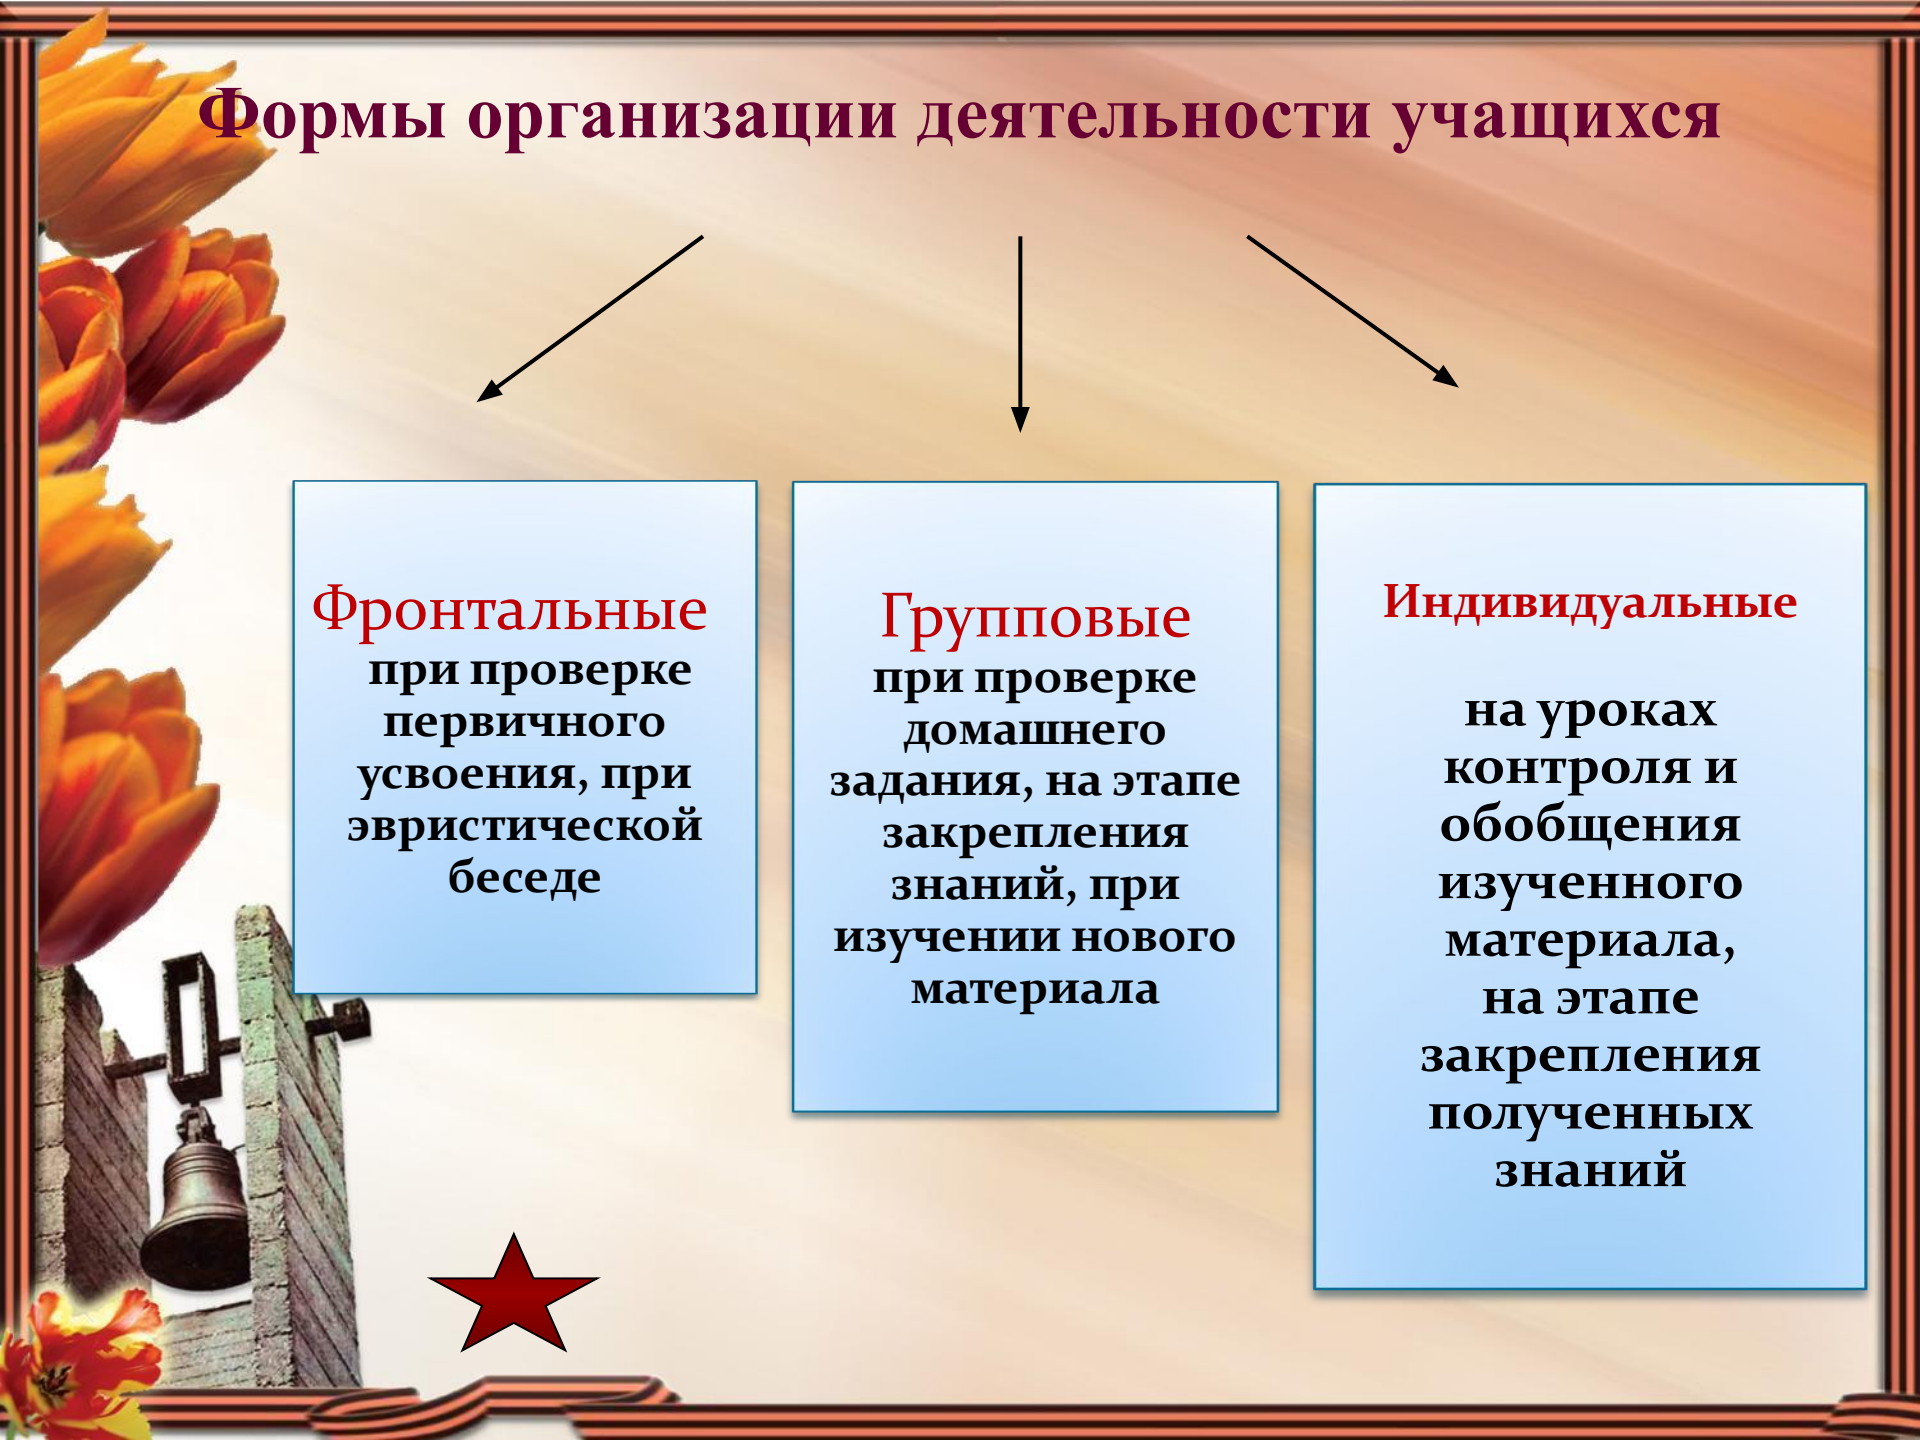 Формы организации деятельности учащихся
Фронтальные
при проверке
первичного
усвоения, при
эвристической
беседе
Групповые
при проверке
домашнего
задания, на этапе
закрепления
знаний, при
изучении нового
материала
Индивидуальные
на уроках
контроля и
обобщения
изученного
материала,
на этапе
закрепления
полученных
знаний